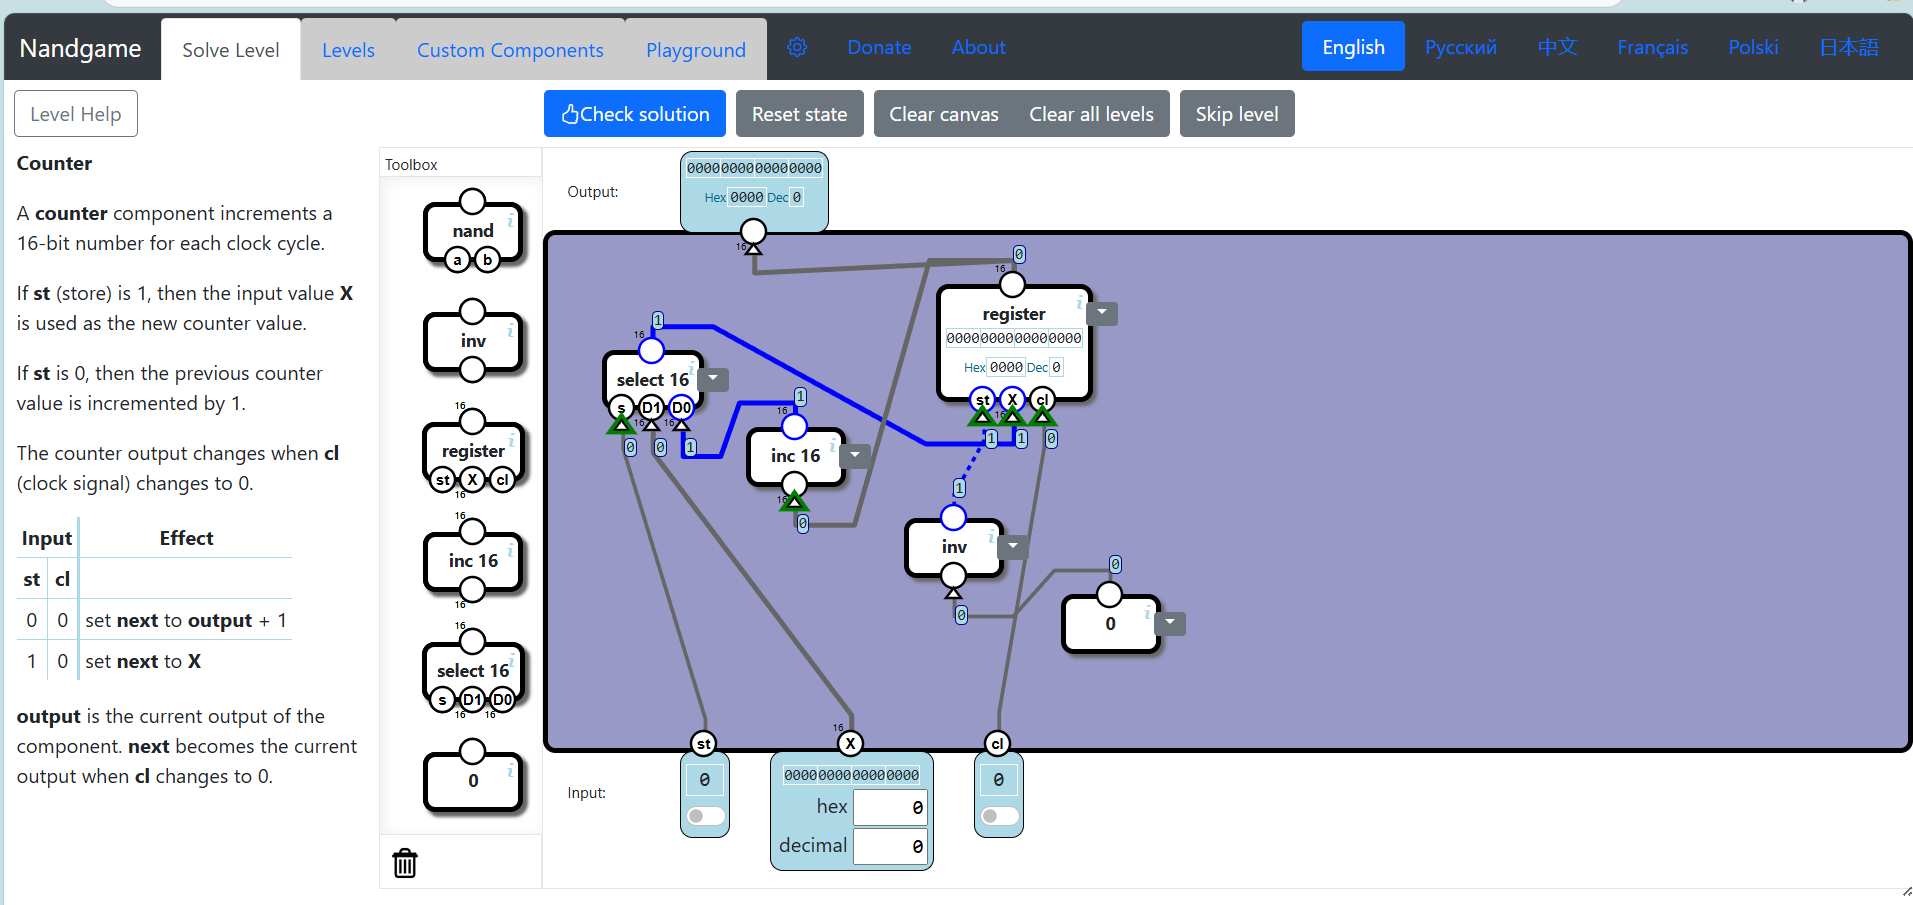 Nandgame
Solve Level
Levels
Custom Components
Playground
Donate
About
English
Русский
中文
Français
Polski
日本語
Level Help
Check solution
Reset state
Clear canvas
Clear all levels
Skip level
Counter
A counter component increments a
16-bit number for each clock cycle.
If st (store) is 1, then the input value X
is used as the new counter value.
If st is 0, then the previous counter
value is incremented by 1.
The counter output changes when cl
(clock signal) changes to 0.
Input Effect
st cl
0 0 set next to output + 1
1 0 set next to X
output is the current output of the
component. next becomes the current
output when cl changes to 0.
Toolbox
i
nand
a b
i
inv
16
i
register
st X cl
16
16
i
inc 16
16
16
i
select 16
s D1 D0
16 16
i
0
Output:
0000000000000000
Hex 0000 Dec 0
16
0
16
i
register
0000000000000000
Hex 0000 Dec 0
st X cl
16
1 1 0
1
16
i
select 16
s D1 D0
16 16
0 0 1
1
16
i
inc 16
16
0
1
i
inv
0
0
i
0
Input:
st
0
16
X
0000000000000000
hex 0
decimal 0
cl
0